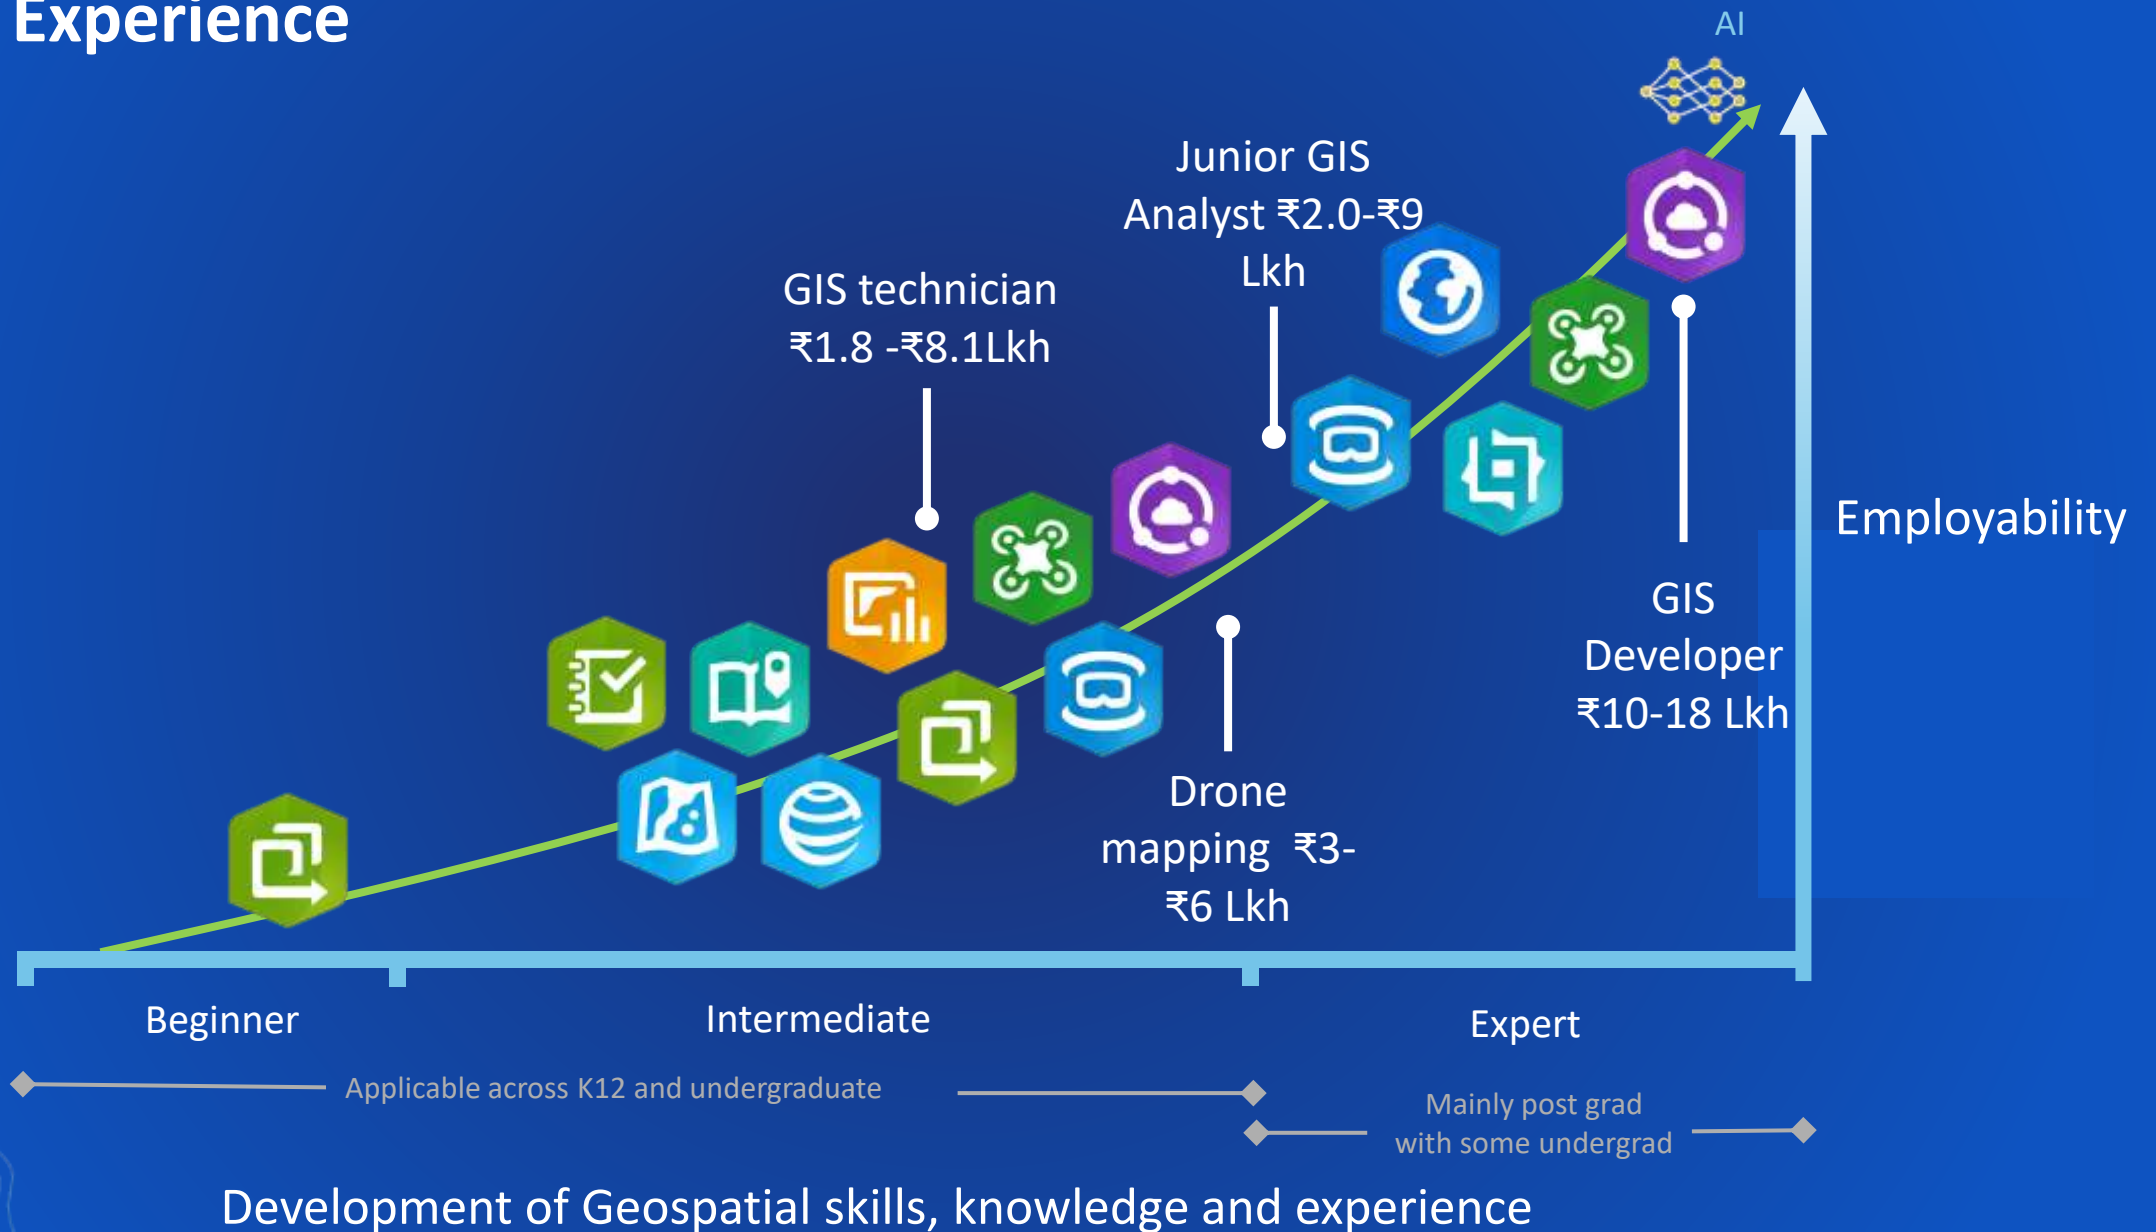 Experience
AI
Junior GIS
Analyst ₹2.0-₹9
Lkh
GIS technician
₹1.8 -₹8.1Lkh
Employability
GIS
Developer
₹10-18 Lkh
Drone
mapping ₹3-
₹6 Lkh
Beginner
Intermediate
Expert
Applicable across K12 and undergraduate
Mainly post grad
with some undergrad
Development of Geospatial skills, knowledge and experience